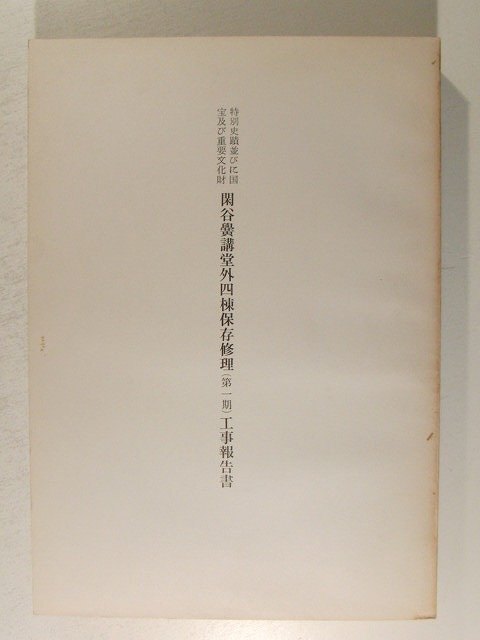 特別史蹟並びに国
宝及び重要文化財
閑谷黌講堂外四棟保存修理(第一期)工事報告書